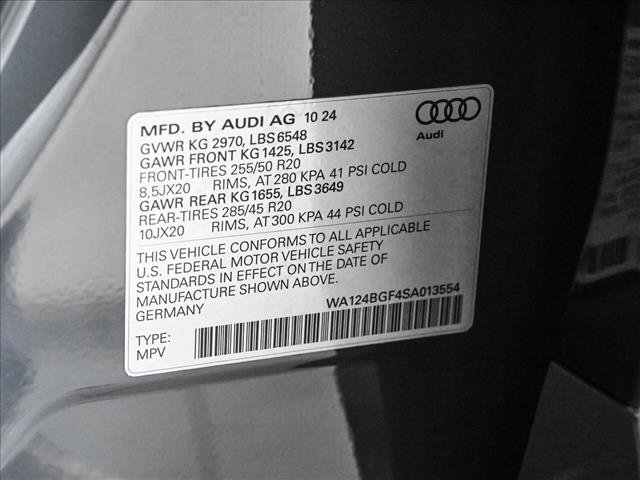 MFD. BY AUDI AG 10 24
GVWR KG 2970, LBS 6548
GAWR FRONT KG 1425, LBS 3142
FRONT-TIRES 255/50 R20
8,5JX20 RIMS, AT 280 KPA 41 PSI COLD
GAWR REAR KG 1655, LBS 3649
REAR-TIRES 285/45 R20
10JX20 RIMS, AT 300 KPA 44 PSI COLD
THIS VEHICLE CONFORMS TO ALL APPLICABLE
U.S. FEDERAL MOTOR VEHICLE SAFETY
STANDARDS IN EFFECT ON THE DATE OF
MANUFACTURE SHOWN ABOVE.
GERMANY
WA124BGF4SA013554
TYPE:
MPV
Audi